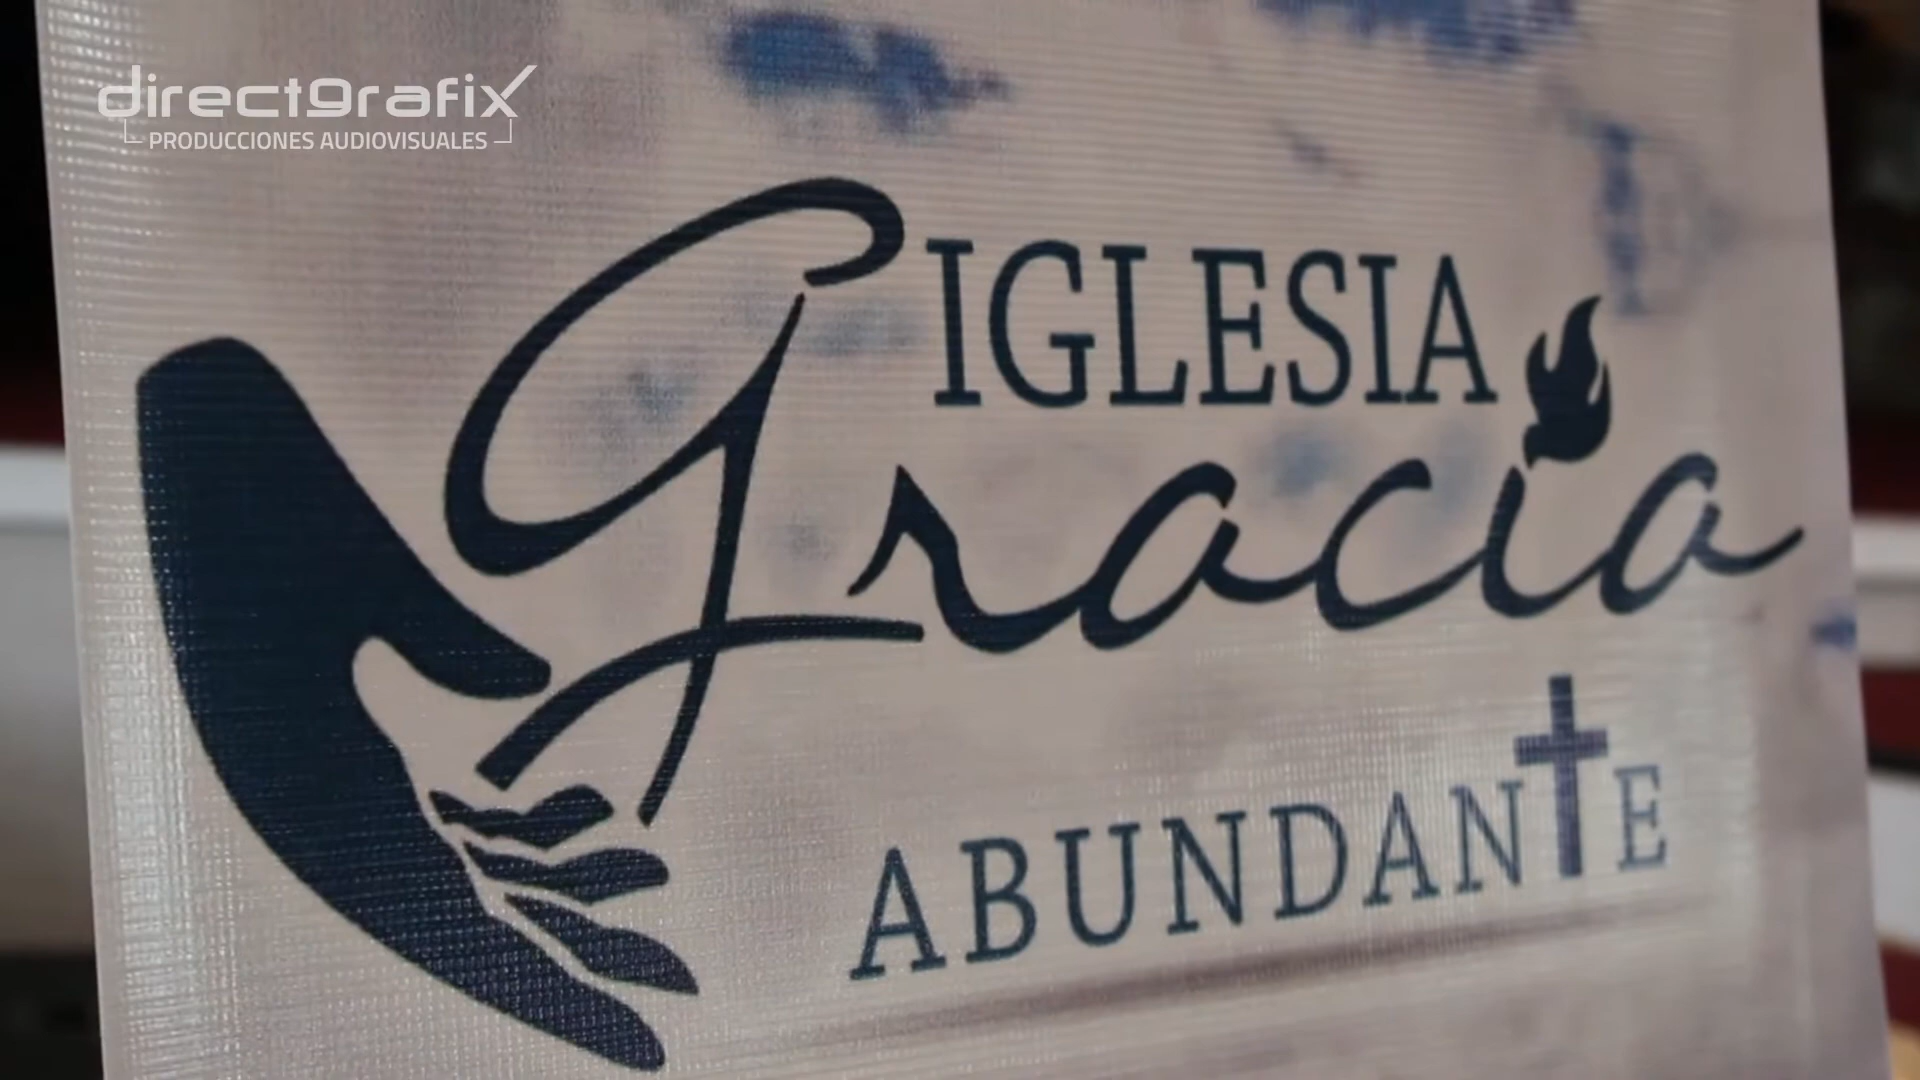 directgrafix
PRODUCCIONES AUDIOVISUALES
IGLESIA
Gracia
ABUNDANTE